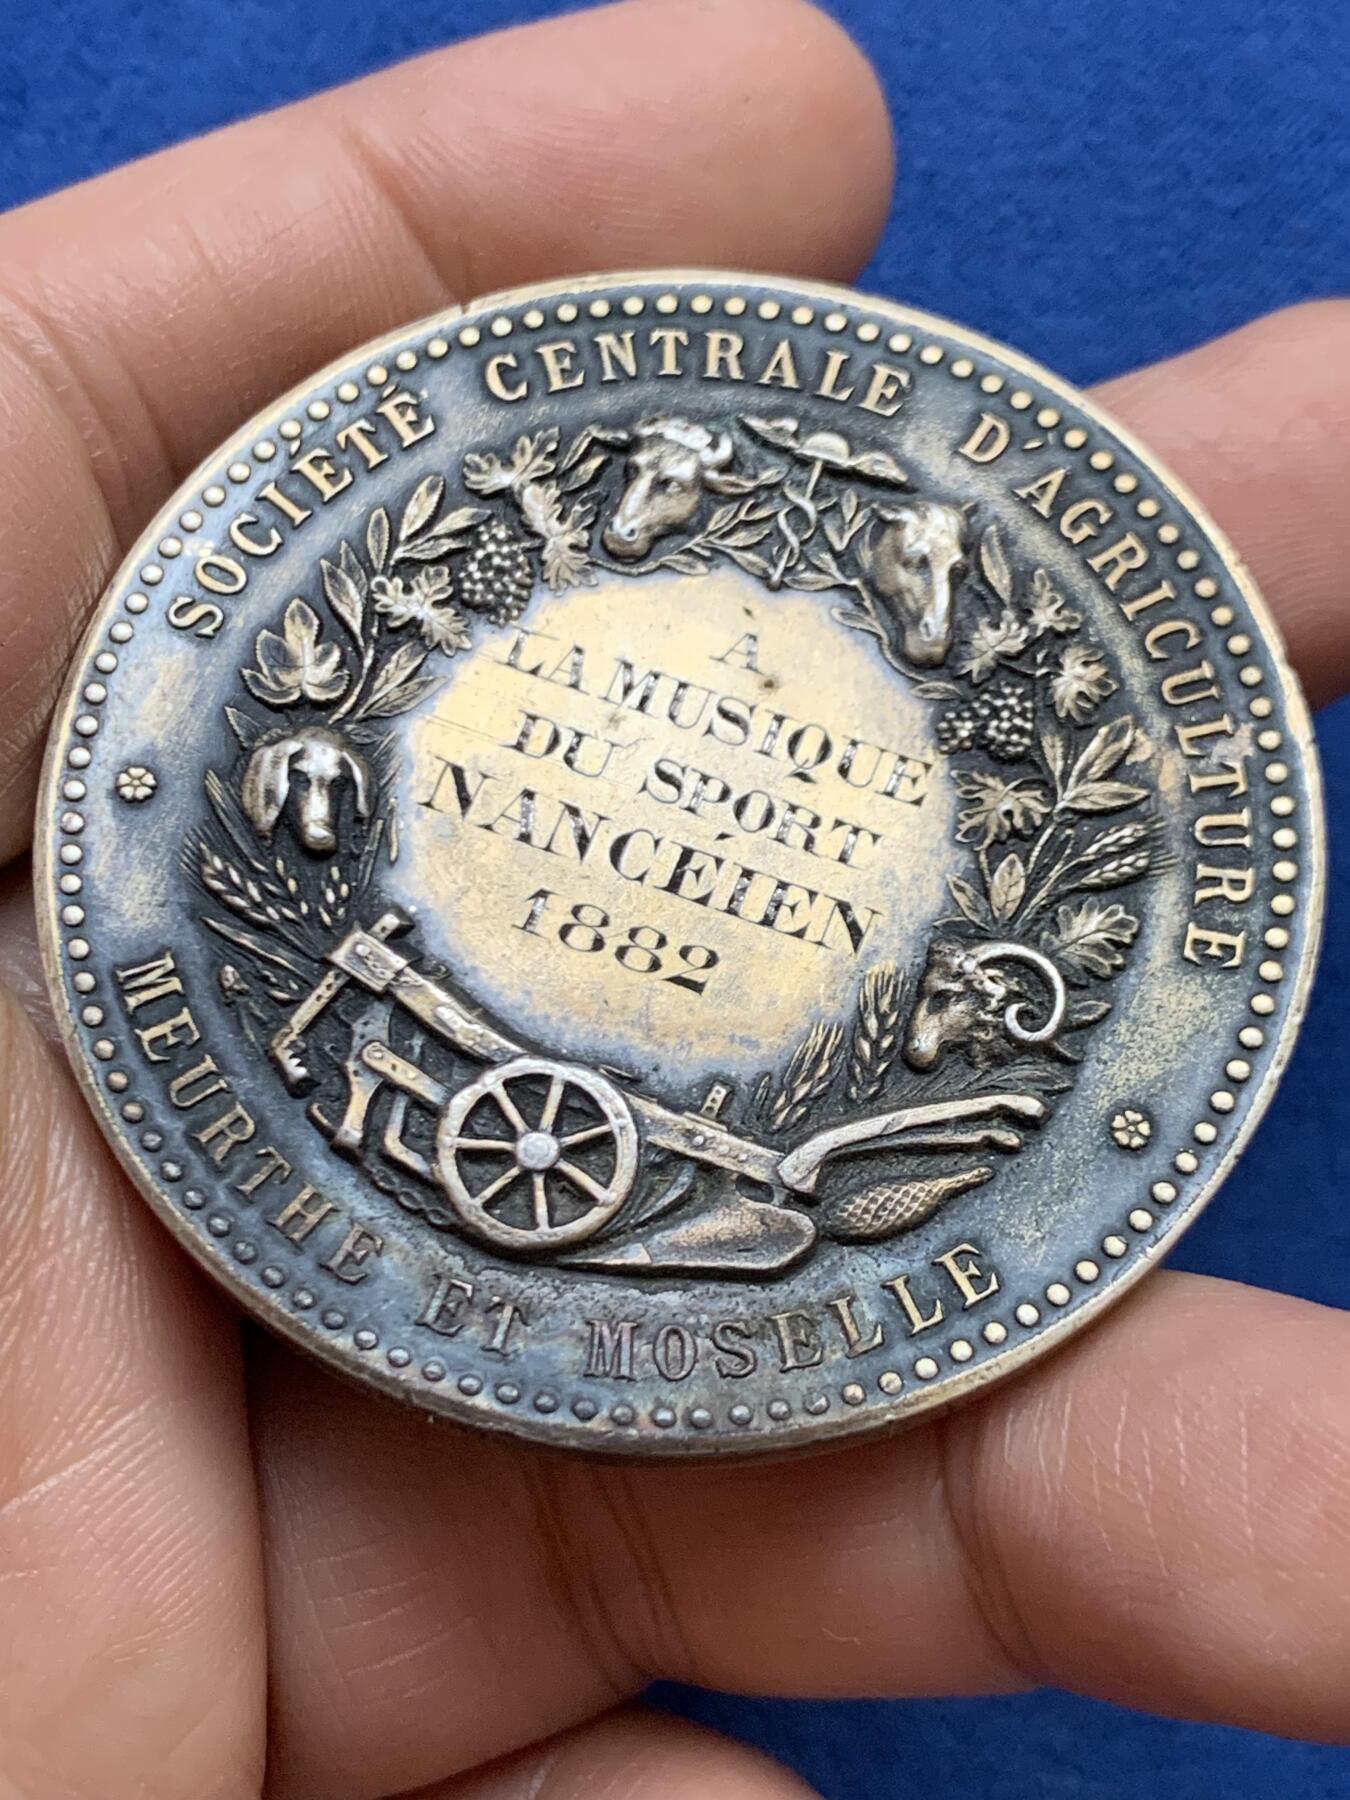 SOCIÉTÉ CENTRALE D'AGRICULTURE
A
LA MUSIQUE
DU SPORT
NANCÉIEN
1882
MEURTHE ET MOSELLE